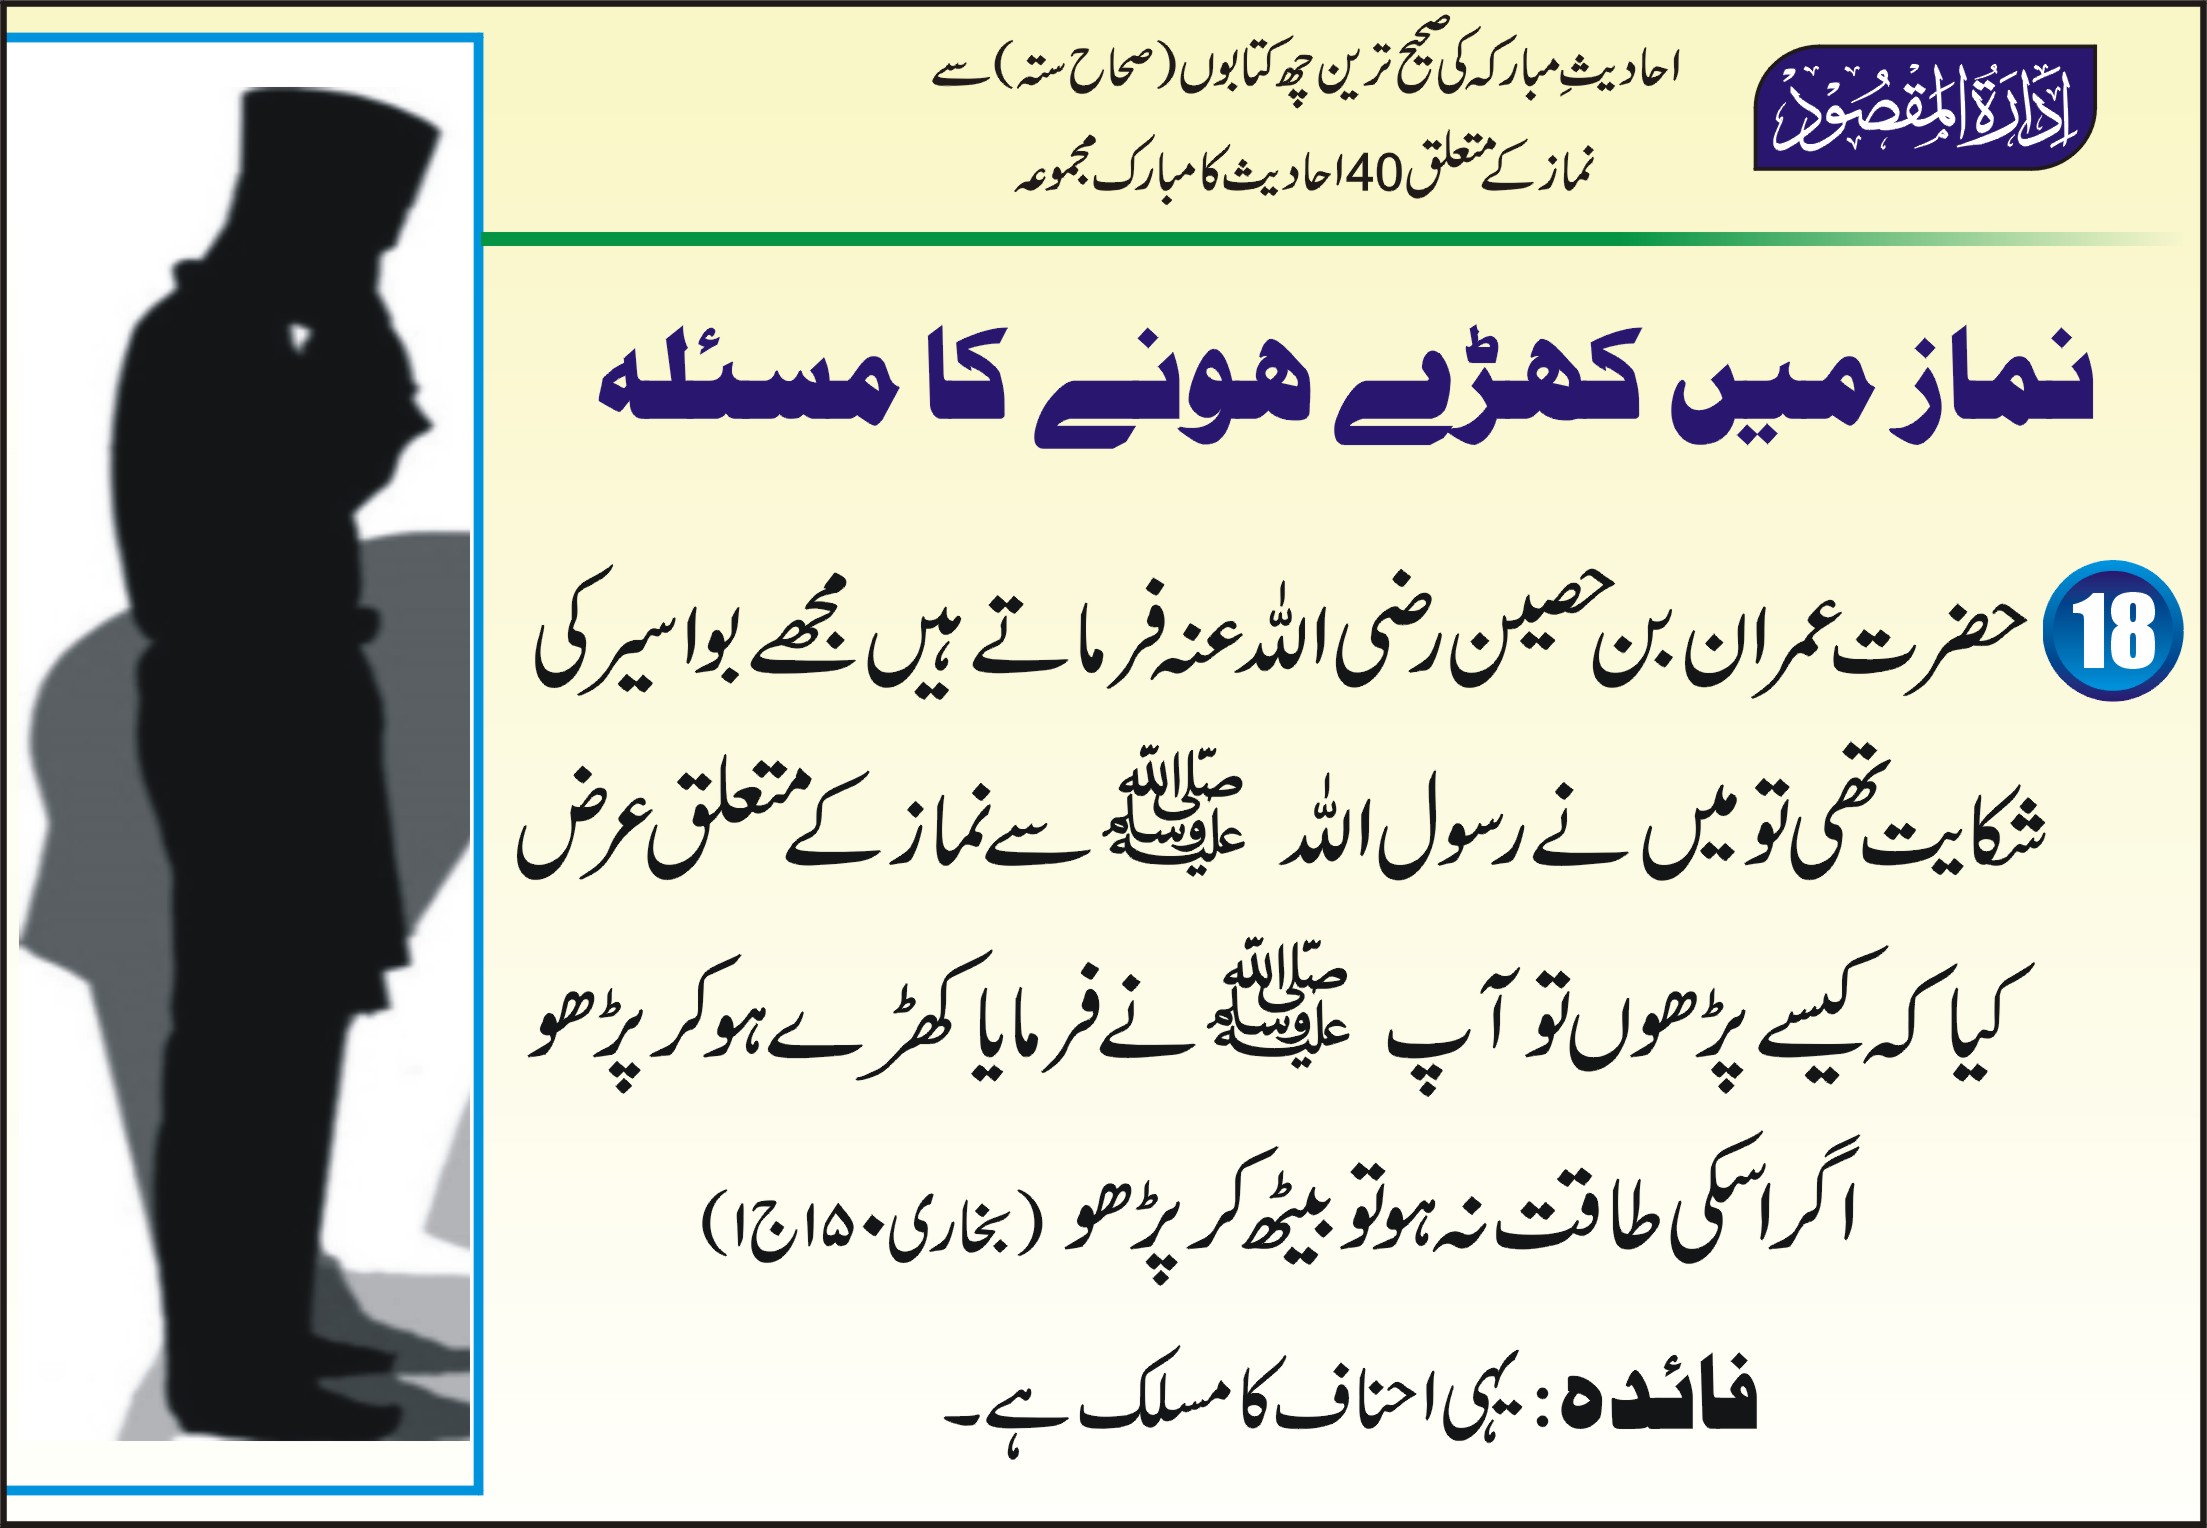 ادارۃ المقصود
احادیثِ مبارکہ کی صحیح ترین چھ کتابوں (صحاح ستہ) سے
نماز کے متعلق 40 احادیث کا مبارک مجموعہ
نماز میں کھڑے ہونے کا مسئلہ
18 حضرت عمران بن حصین رضی اللہ عنہ فرماتے ہیں مجھے بواسیر کی
شکایت تھی تو میں نے رسول اللہ ﷺ سے نماز کے متعلق عرض
کیا کہ کیسے پڑھوں تو آپ ﷺ نے فرمایا کھڑے ہو کر پڑھو
اگر اسکی طاقت نہ ہو تو بیٹھ کر پڑھو (بخاری ۱۵۰ ج ۱)
فائدہ: یہی احناف کا مسلک ہے۔